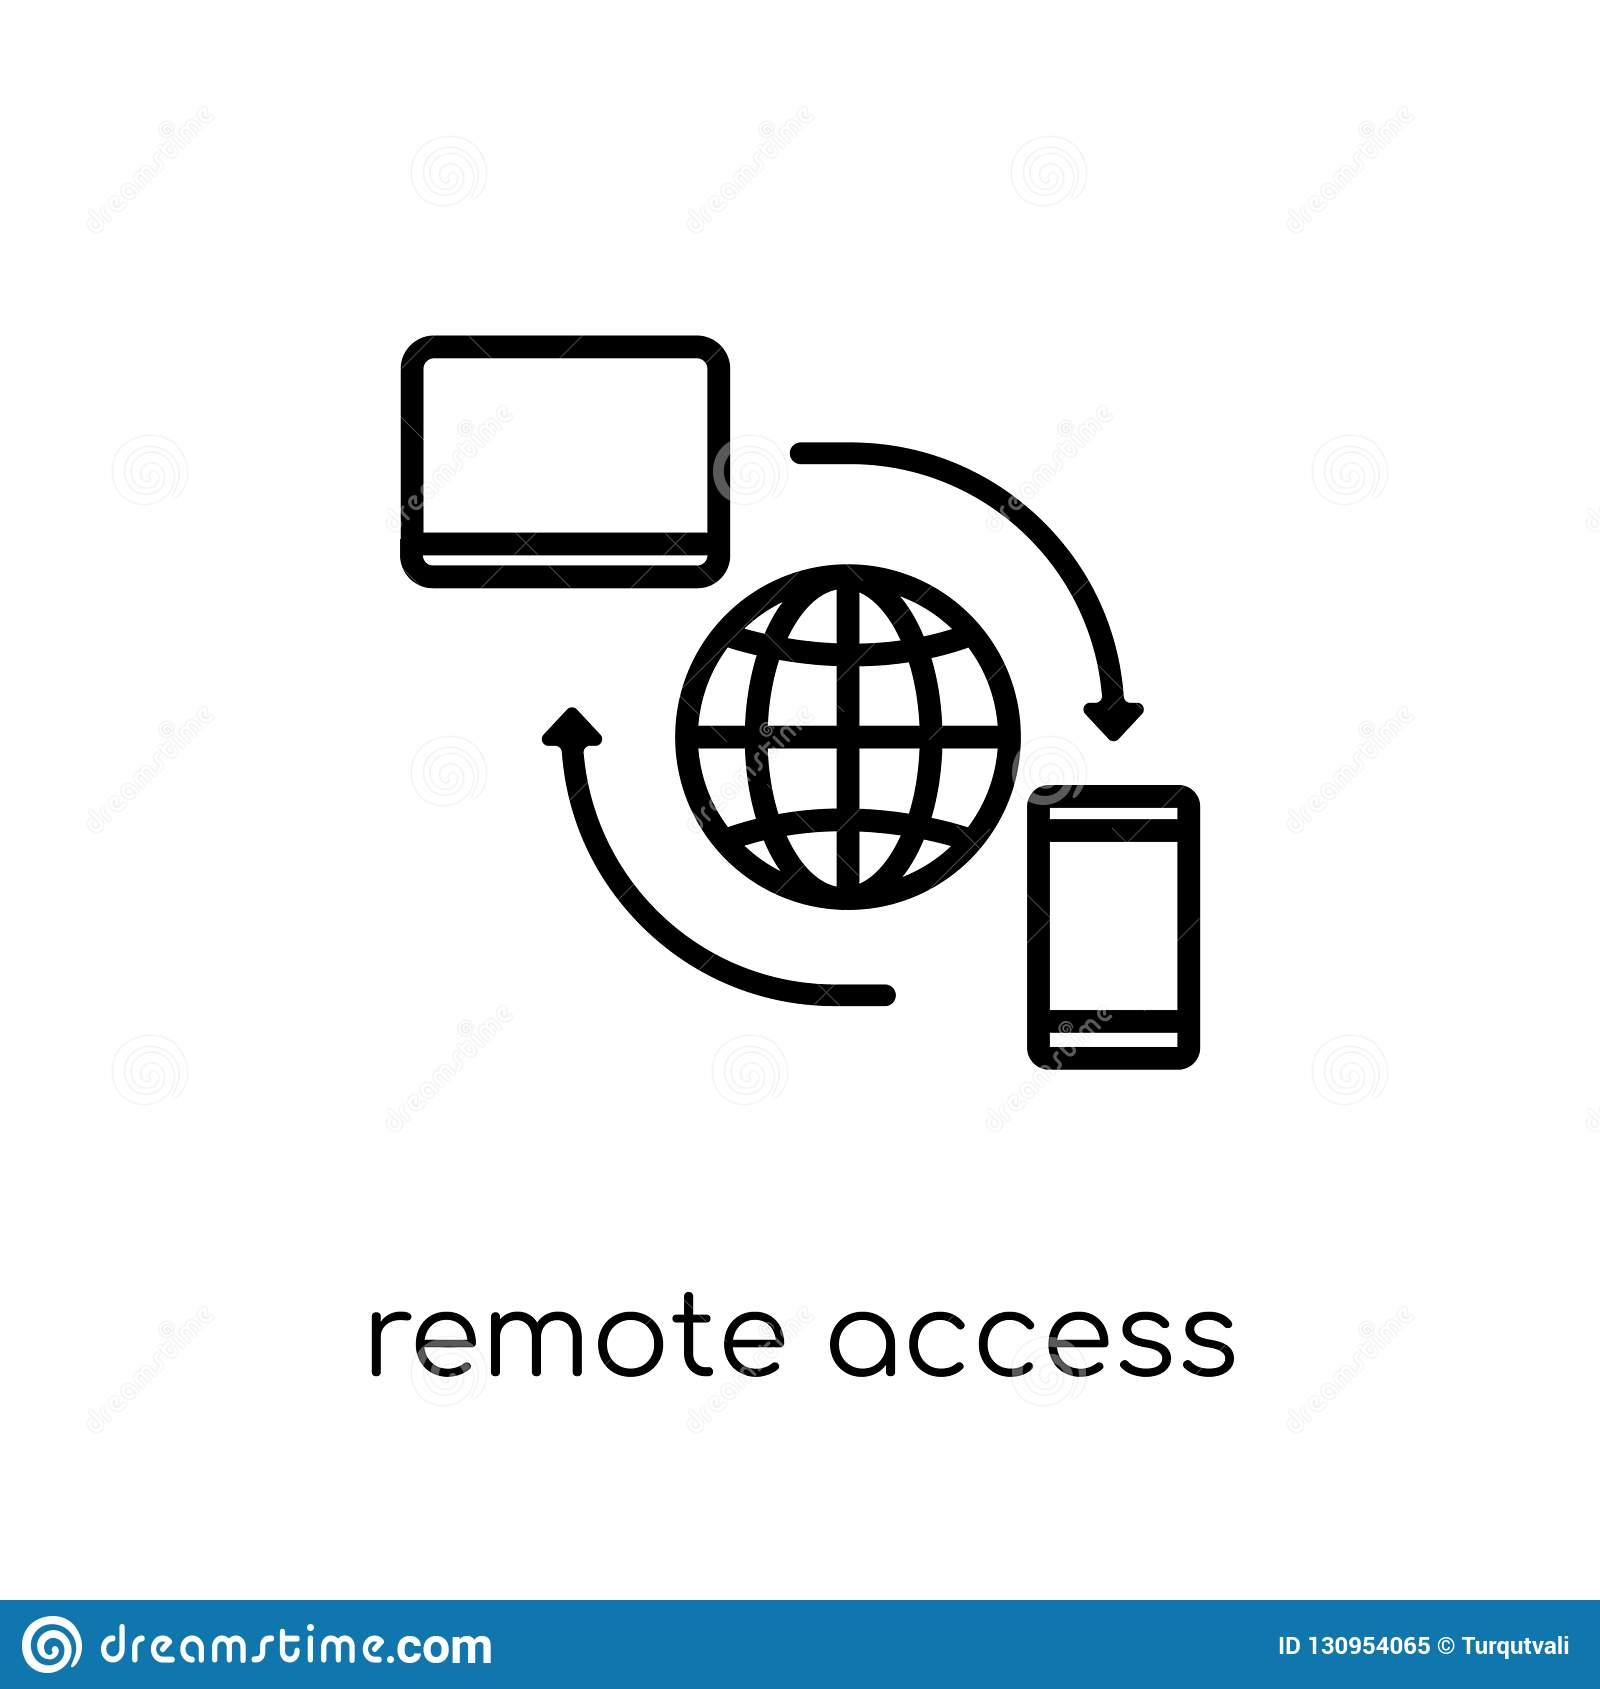 remote access
dreamstime.com
ID 130954065 © Turqutvali